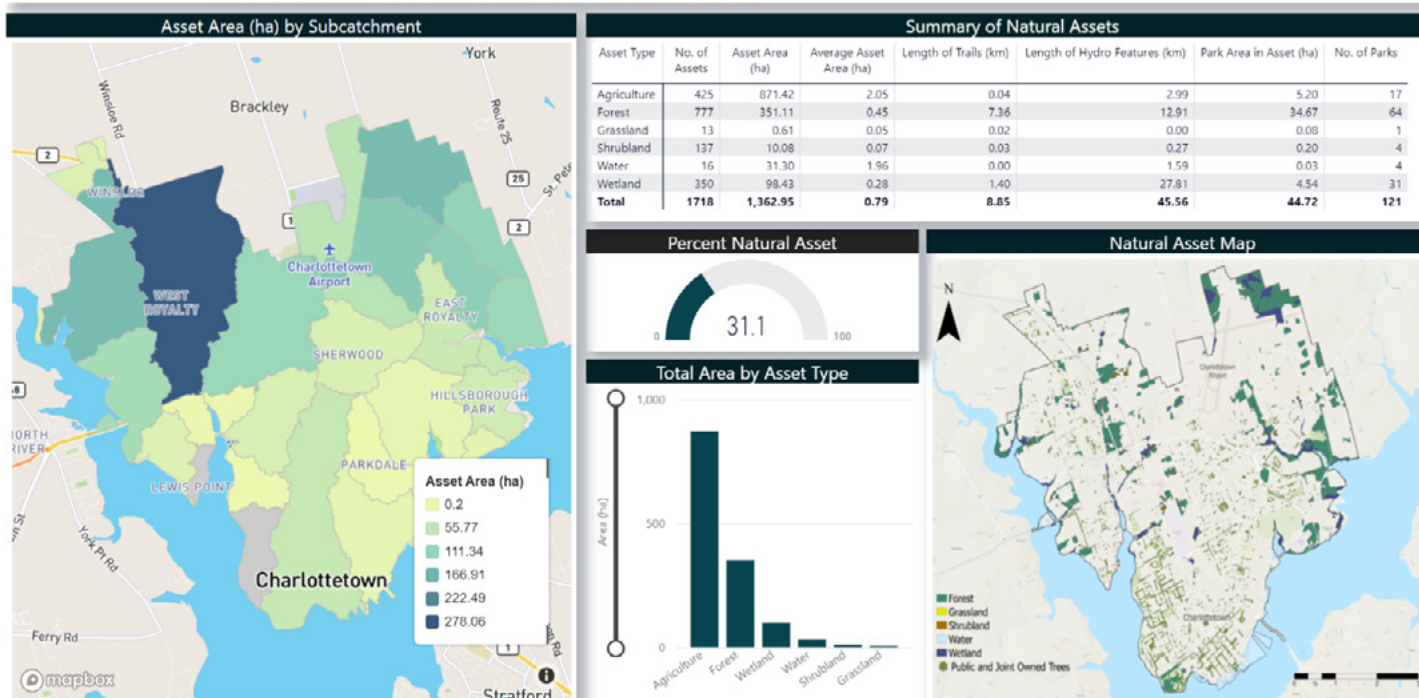 Asset Area (ha) by Subcatchment
York
Brackley
Winsloe Rd
Route 25
2
25
St. Pete
2
1
WINSLOE
Charlottetown
Airport
WEST
ROYALTY
EAST
ROYALTY
SHERWOOD
HILLSBOROUGH
PARK
NORTH
RIVER
PARKDALE
LEWIS POINT
York Pt Rd
Charlottetown
Ferry Rd
1
Stratford
mapbox
Asset Area (ha)
0.2
55.77
111.34
166.91
222.49
278.06
Summary of Natural Assets
Asset Type No. of Assets Asset Area (ha) Average Asset Area (ha) Length of Trails (km) Length of Hydro Features (km) Park Area in Asset (ha) No. of Parks
Agriculture 425 871.42 2.05 0.04 2.99 5.20 17
Forest 777 351.11 0.45 7.36 12.91 34.67 64
Grassland 13 0.61 0.05 0.02 0.00 0.08 1
Shrubland 137 10.08 0.07 0.03 0.27 0.20 4
Water 16 31.30 1.96 0.00 1.59 0.03 4
Wetland 350 98.43 0.28 1.40 27.81 4.54 31
Total 1718 1,362.95 0.79 8.85 45.56 44.72 121
Percent Natural Asset
31.1
0 100
Total Area by Asset Type
1,000
500
0
Area (ha)
Agriculture Forest Wetland Water Shrubland Grassland
Natural Asset Map
N
Charlottetown
Airport
Charlottetown
Forest
Grassland
Shrubland
Water
Wetland
Public and Joint Owned Trees